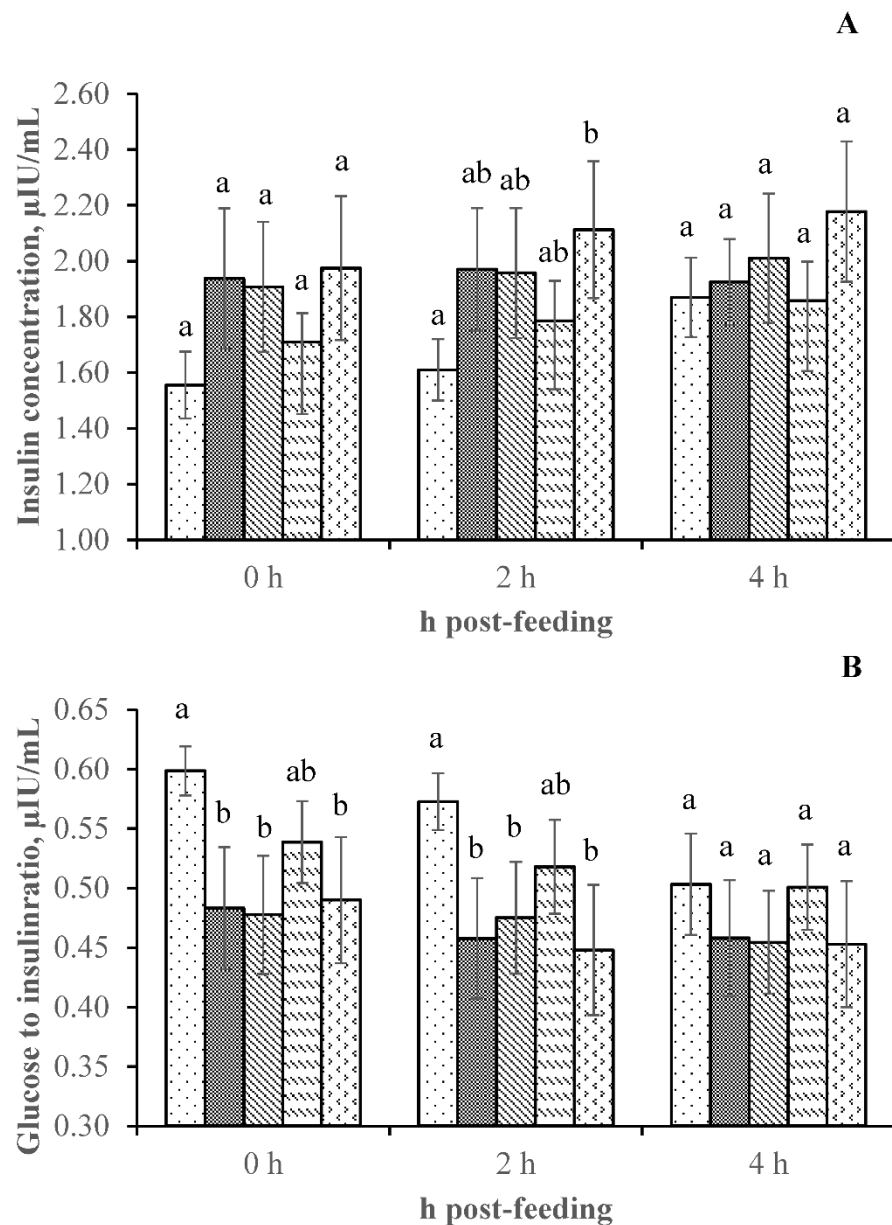 A
Insulin concentration, µIU/mL
2.60
2.40
2.20
2.00
1.80
1.60
1.40
1.20
1.00
a
a
a
a
a
a
ab
ab
ab
b
a
a
a
a
a
0 h
2 h
4 h
h post-feeding
B
Glucose to insulinratio, µIU/mL
0.65
0.60
0.55
0.50
0.45
0.40
0.35
0.30
a
b
b
ab
b
a
b
b
ab
b
a
a
a
a
a
0 h
2 h
4 h
h post-feeding